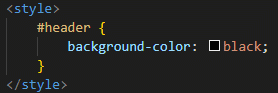 <style>
#header {
background-color: black;
}
</style>